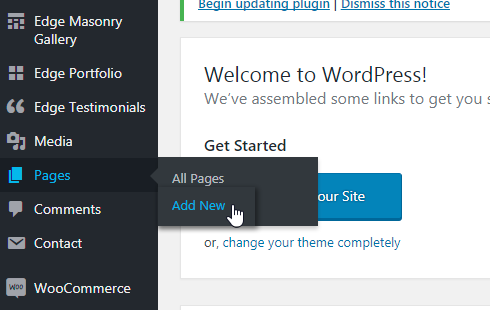 Edge Masonry
Gallery
Edge Portfolio
Edge Testimonials
Media
Pages
Comments
Contact
WOO
WooCommerce
All Pages
Add New
Begin updating plugin | Dismiss this notice
Welcome to WordPress!
We've assembled some links to get you s
Get Started
our Site
or, change your theme completely